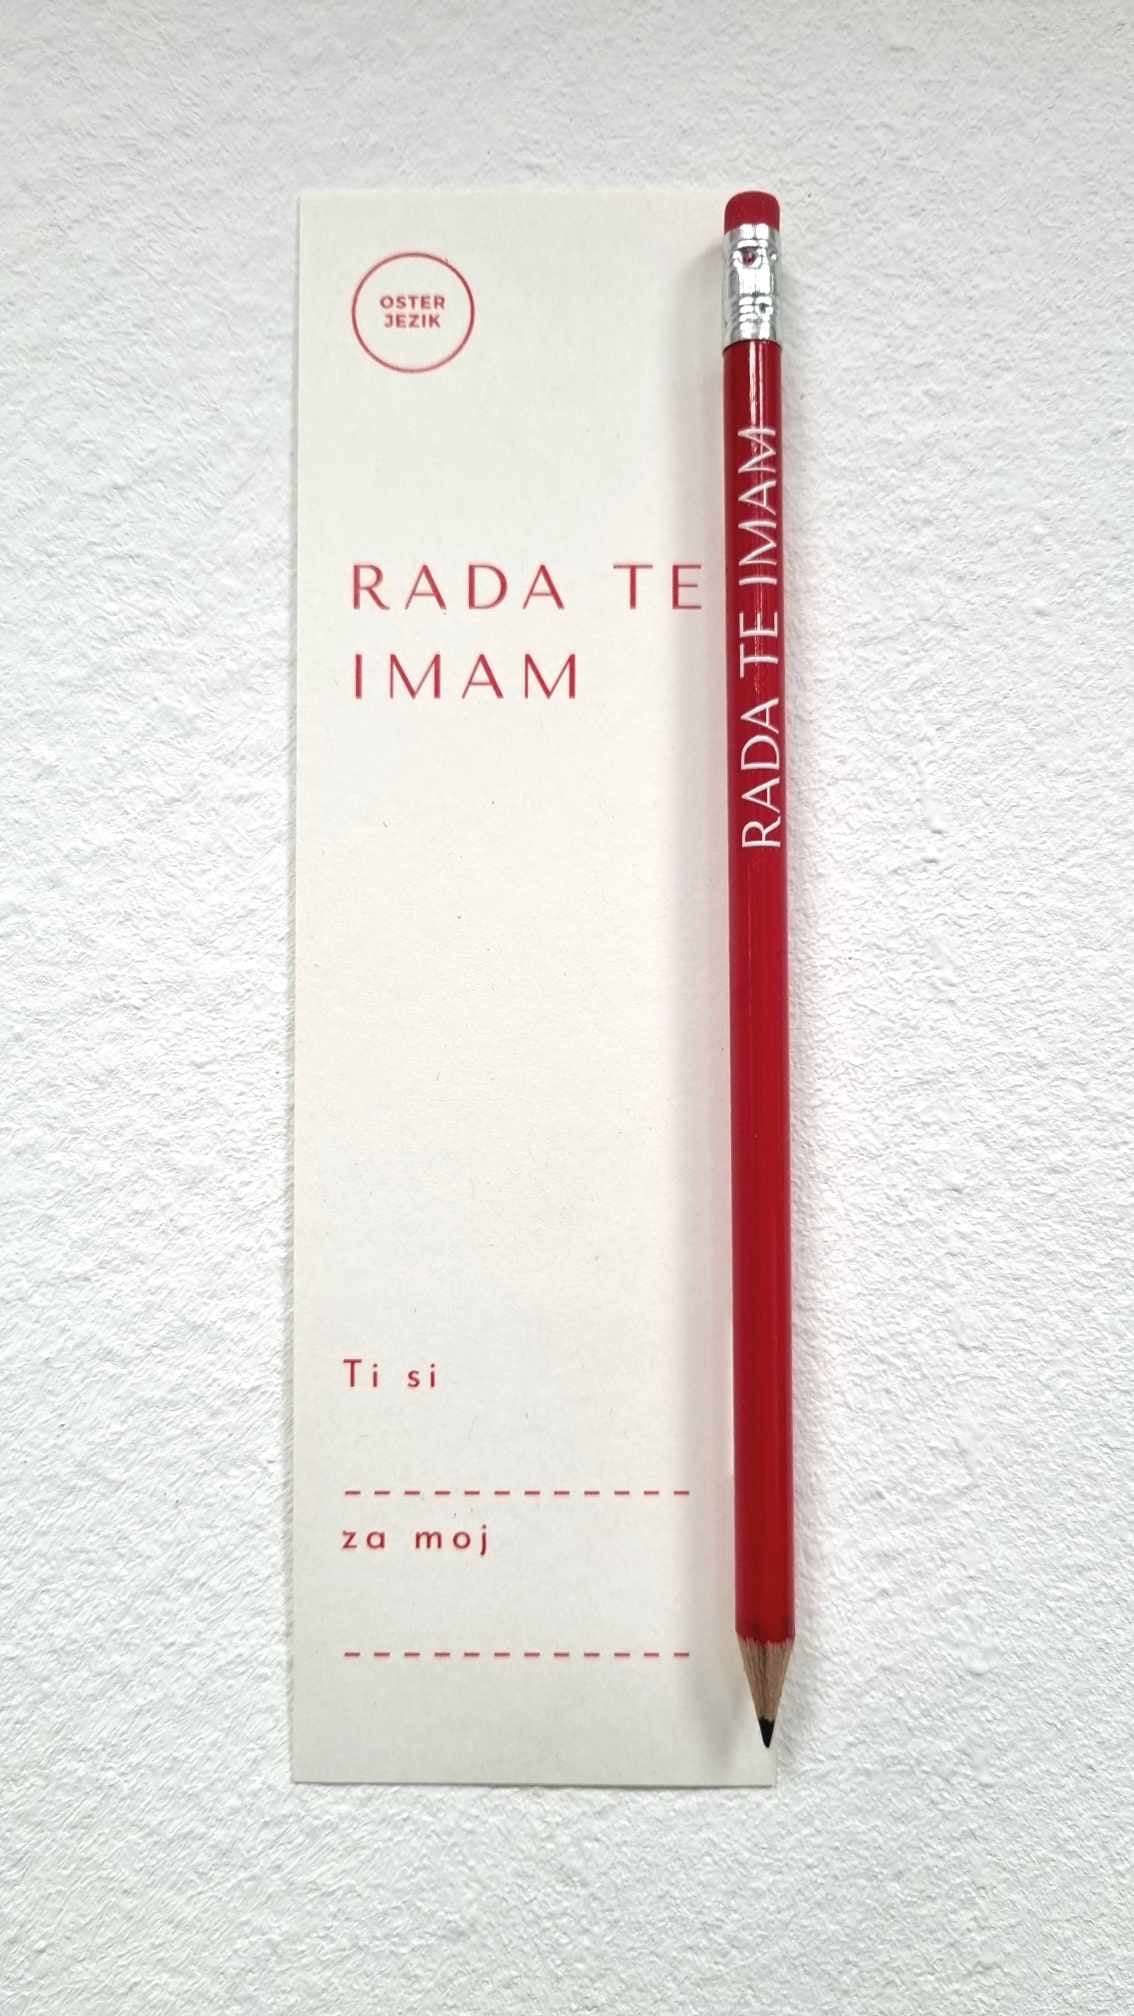 OSTER
JEZIK
RADA TE
IMAM
Ti si
za moj
RADA TE IMAM